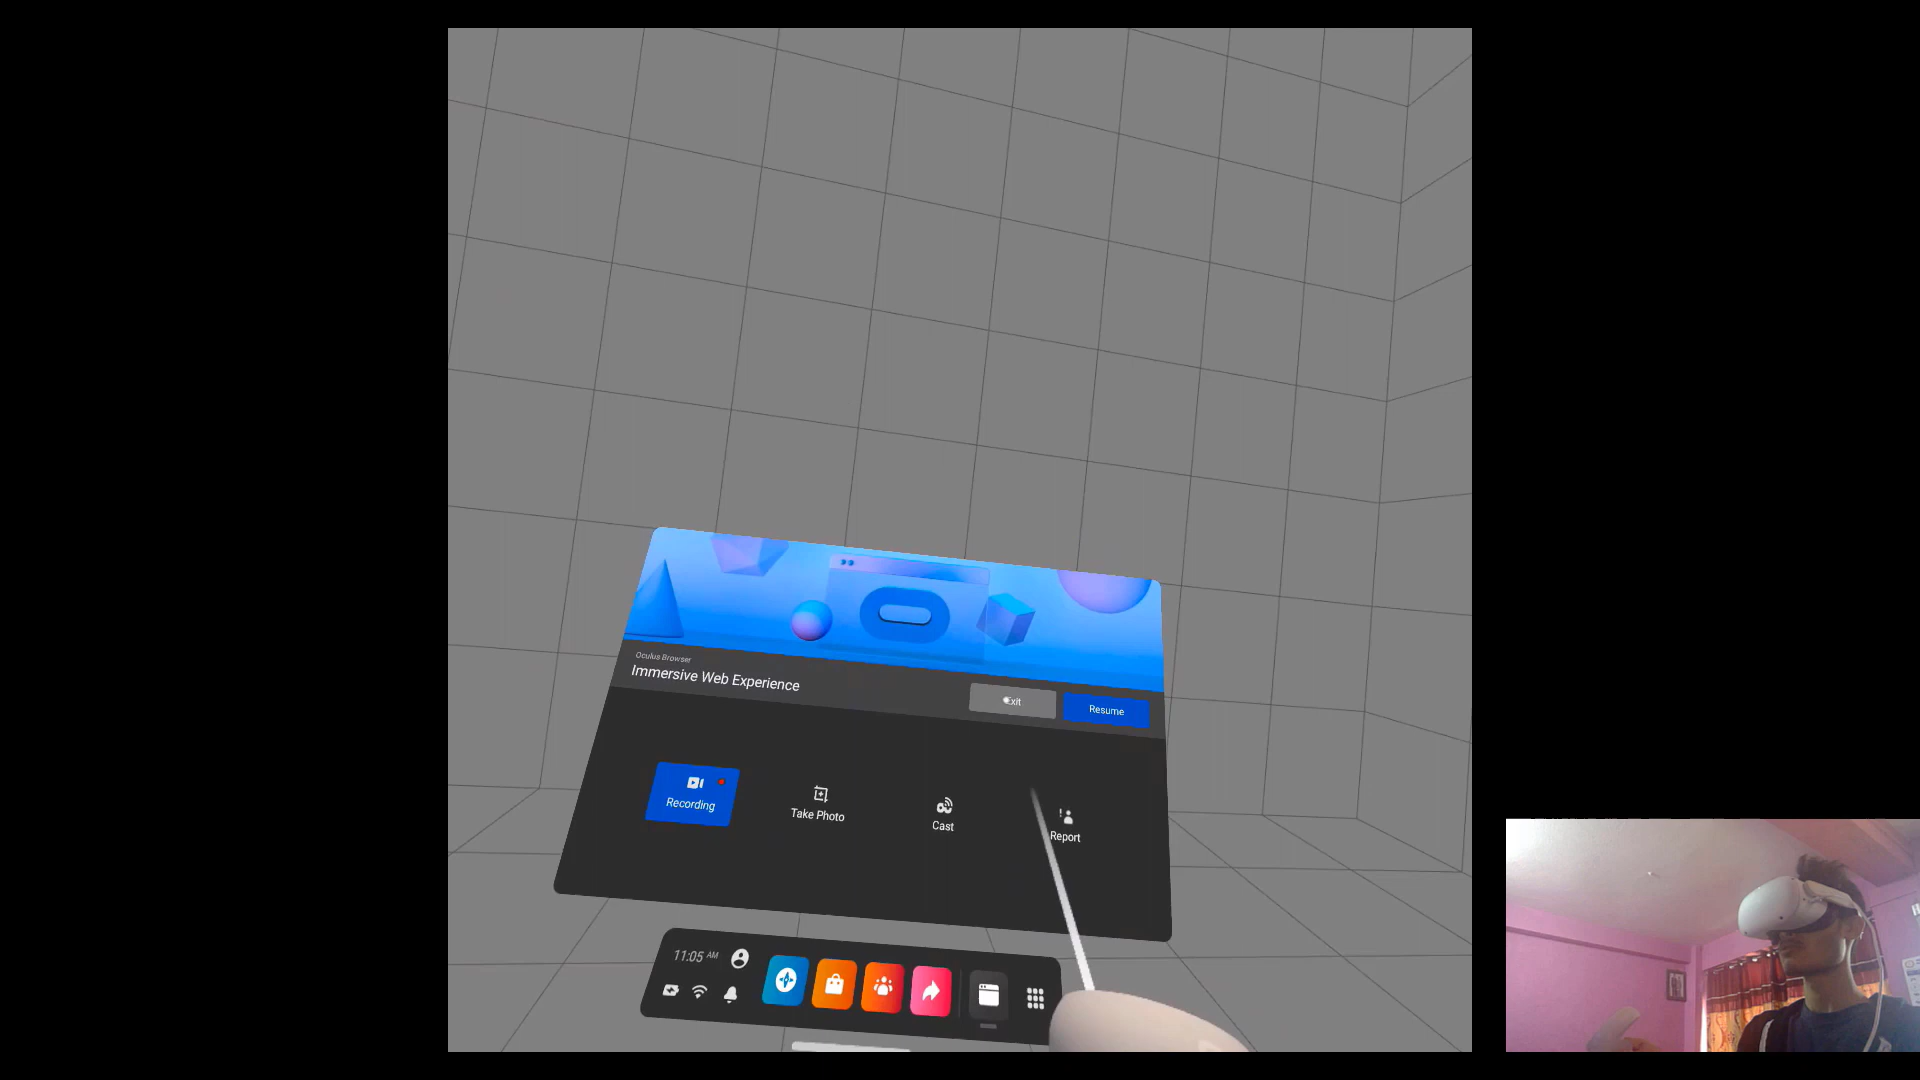 Oculus Browser
Immersive Web Experience
Exit
Resume
Recording
Take Photo
Cast
Report
11:05 AM